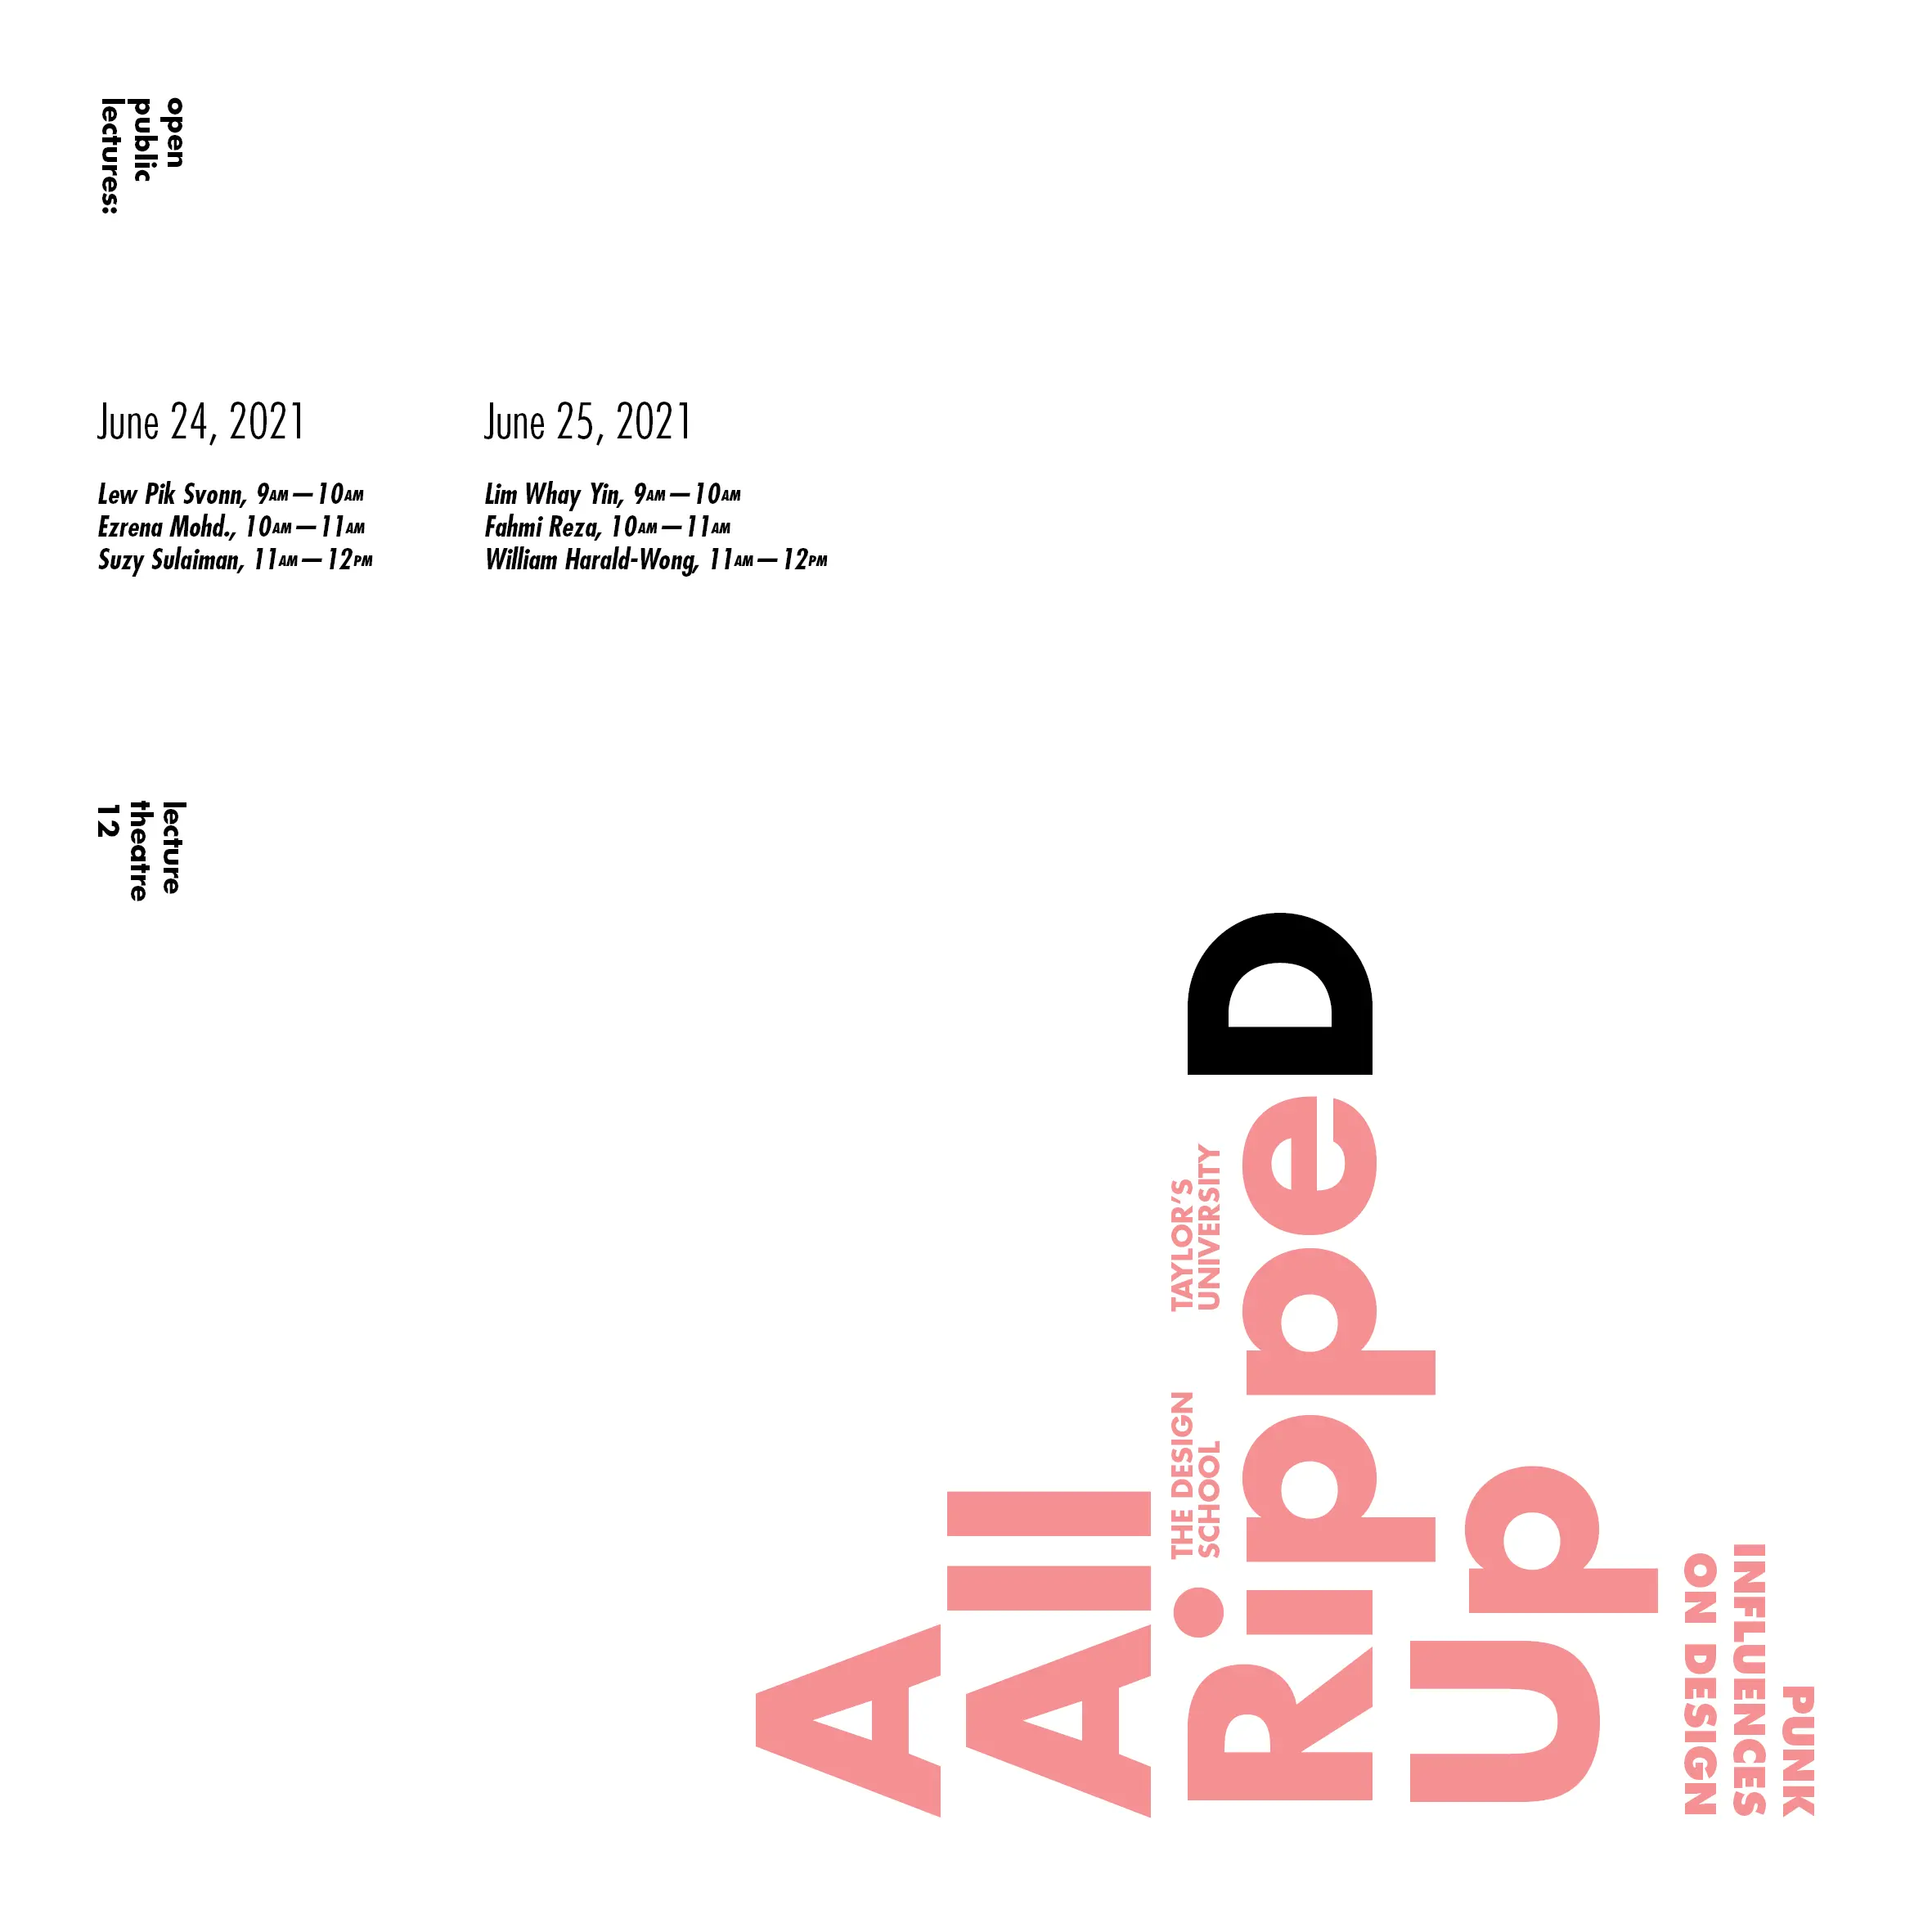 open
public
lectures:
June 24, 2021
Lew Pik Svonn, 9AM — 10AM
Ezrena Mohd., 10AM — 11AM
Suzy Sulaiman, 11AM — 12PM
June 25, 2021
Lim Whay Yin, 9AM — 10AM
Fahmi Reza, 10AM — 11AM
William Harald-Wong, 11AM — 12PM
lecture
theatre
12
A
All
RippeD
Up
THE DESIGN
SCHOOL
TAYLOR'S
UNIVERSITY
PUNK
INFLUENCES
ON DESIGN